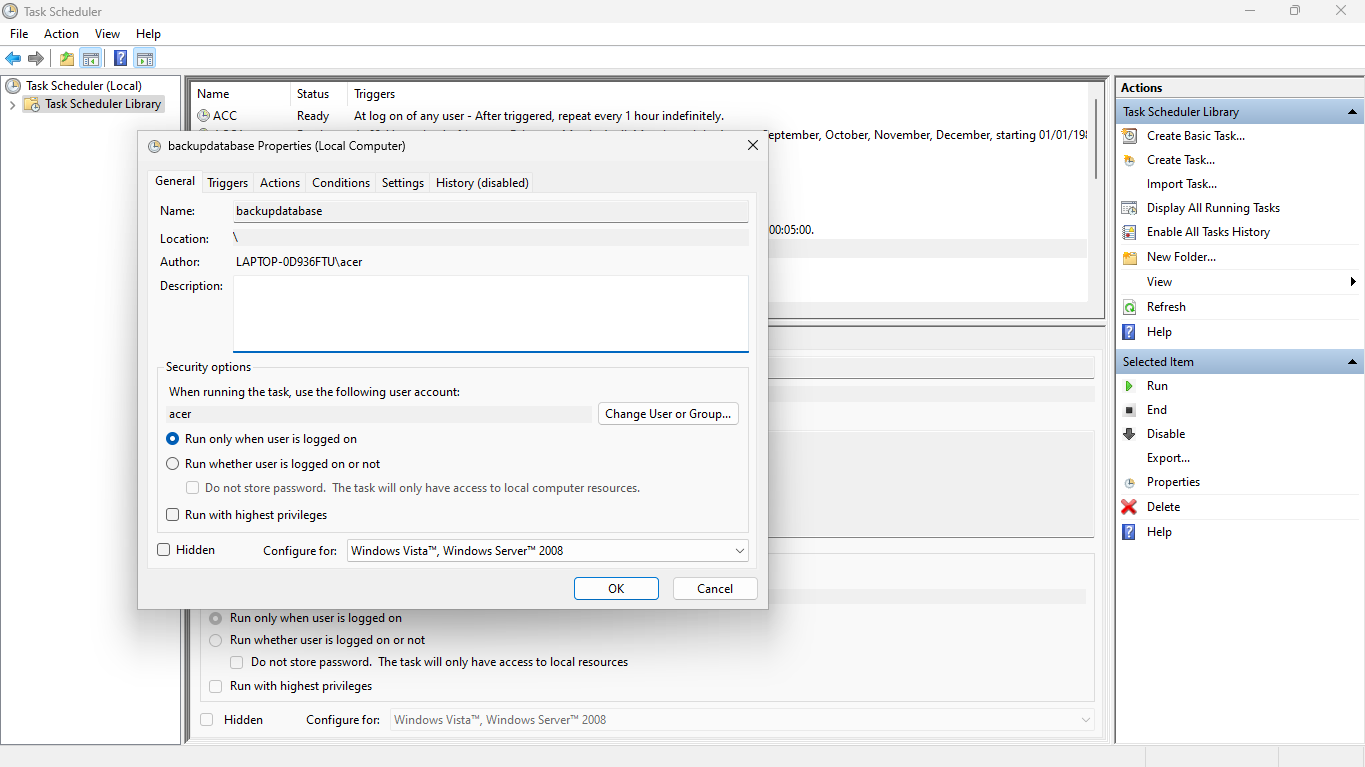 Task Scheduler
File Action View Help
Task Scheduler (Local)
Task Scheduler Library
Name Status Triggers
ACC Ready At log on of any user - After triggered, repeat every 1 hour indefinitely.
eptember, October, November, December, starting 01/01/198
00:05:00.
backupdatabase Properties (Local Computer)
General Triggers Actions Conditions Settings History (disabled)
Name: backupdatabase
Location: \
Author: LAPTOP-0D936FTU\acer
Description:
Security options
When running the task, use the following user account:
acer Change User or Group...
Run only when user is logged on
Run whether user is logged on or not
Do not store password. The task will only have access to local computer resources.
Run with highest privileges
Hidden Configure for: Windows Vista™, Windows Server™ 2008
OK Cancel
Run only when user is logged on
Run whether user is logged on or not
Do not store password. The task will only have access to local resources
Run with highest privileges
Hidden Configure for: Windows Vista™, Windows Server™ 2008
Actions
Task Scheduler Library
Create Basic Task...
Create Task...
Import Task...
Display All Running Tasks
Enable All Tasks History
New Folder...
View
Refresh
Help
Selected Item
Run
End
Disable
Export...
Properties
Delete
Help